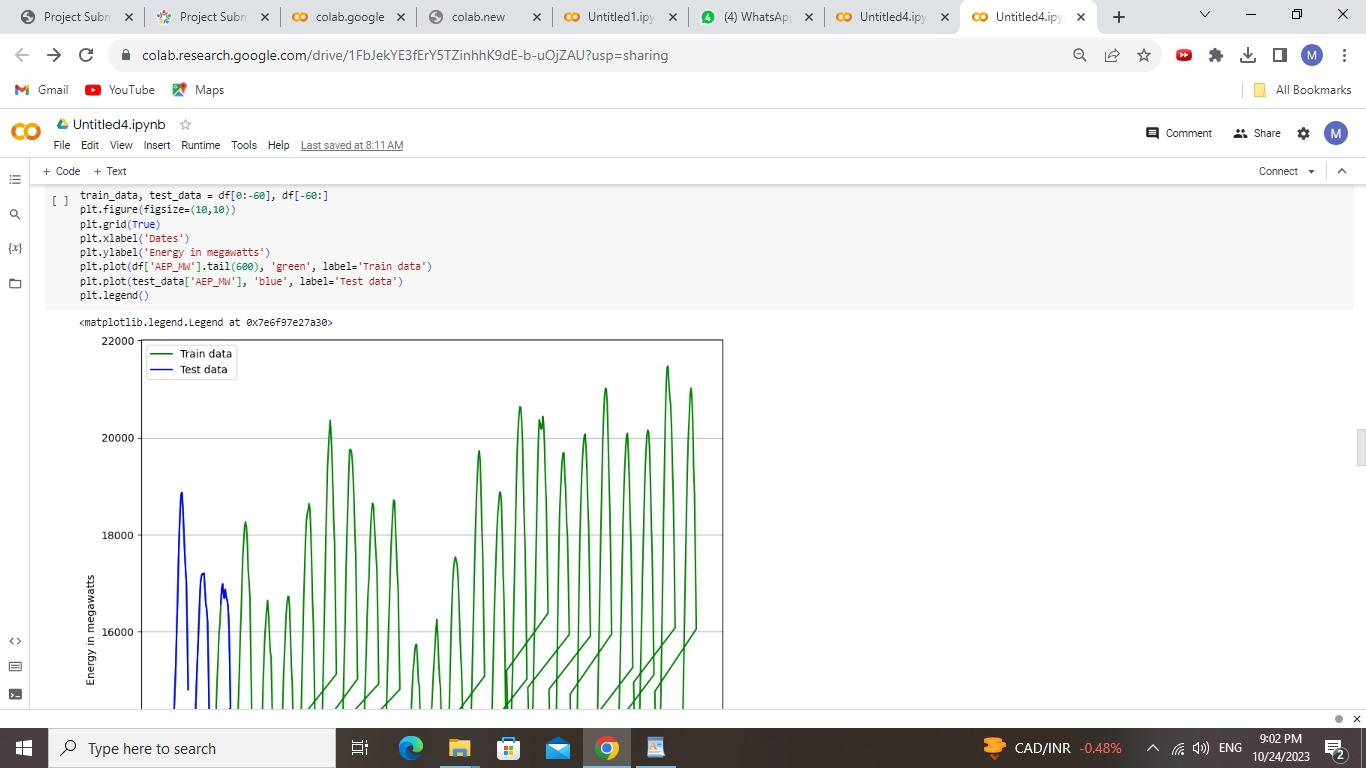 Project Subm
Project Subm
colab.google
colab.new
Untitled1.ipy
(4) WhatsAp
Untitled4.ipy
Untitled4.ipy
colab.research.google.com/drive/1FbJekYE3fErY5TZinhhK9dE-b-uOjZAU?usp=sharing
M
Gmail
YouTube
Maps
All Bookmarks
CO
Untitled4.ipynb
File Edit View Insert Runtime Tools Help Last saved at 8:11 AM
Comment
Share
M
+ Code + Text
Connect
[ ]
train_data, test_data = df[0:-60], df[-60:]
plt.figure(figsize=(10,10))
plt.grid(True)
plt.xlabel('Dates')
plt.ylabel('Energy in megawatts')
plt.plot(df['AEP_MW'].tail(600), 'green', label='Train data')
plt.plot(test_data['AEP_MW'], 'blue', label='Test data')
plt.legend()
<matplotlib.legend.Legend at 0x7e6f97e27a30>
22000
Train data
Test data
20000
18000
16000
Energy in megawatts
Type here to search
CAD/INR -0.48%
ENG
9:02 PM
10/24/2023
2